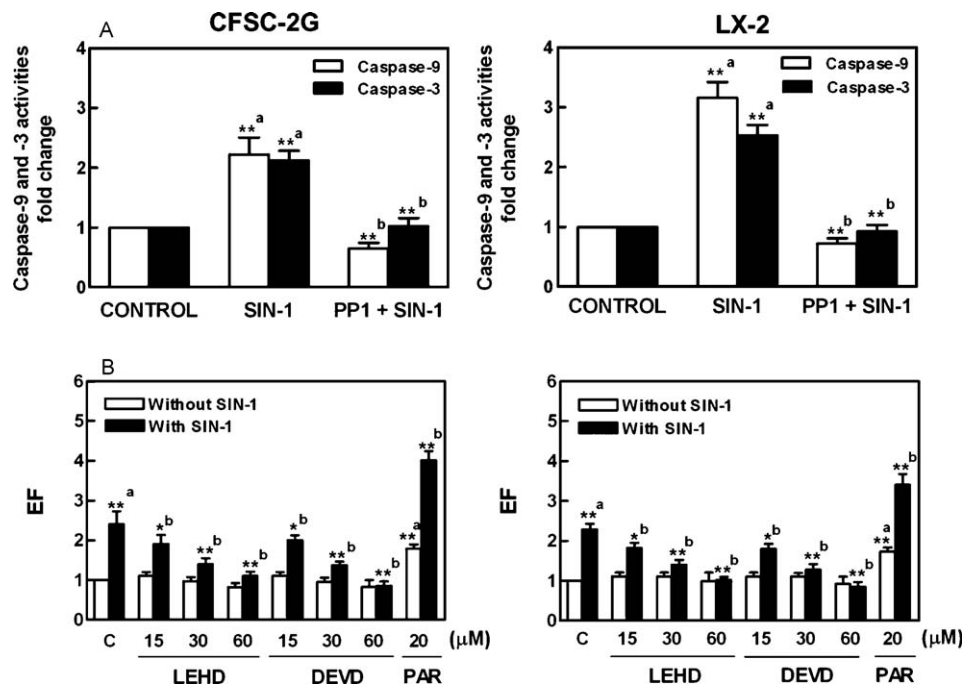 A
CFSC-2G
Caspase-9 and -3 activities
fold change
4
3
2
1
0
Caspase-9
Caspase-3
** a
** a
** b
** b
CONTROL
SIN-1
PP1 + SIN-1
LX-2
Caspase-9 and -3 activities
fold change
4
3
2
1
0
Caspase-9
Caspase-3
** a
** a
** b
** b
CONTROL
SIN-1
PP1 + SIN-1
B
EF
6
5
4
3
2
1
0
Without SIN-1
With SIN-1
** a
* b
** b
** b
* b
** b
** b
** a
** b
C 15 30 60 15 30 60 20 (μM)
LEHD DEVD PAR
EF
6
5
4
3
2
1
0
Without SIN-1
With SIN-1
** a
* b
** b
** b
* b
** b
** b
** a
** b
C 15 30 60 15 30 60 20 (μM)
LEHD DEVD PAR